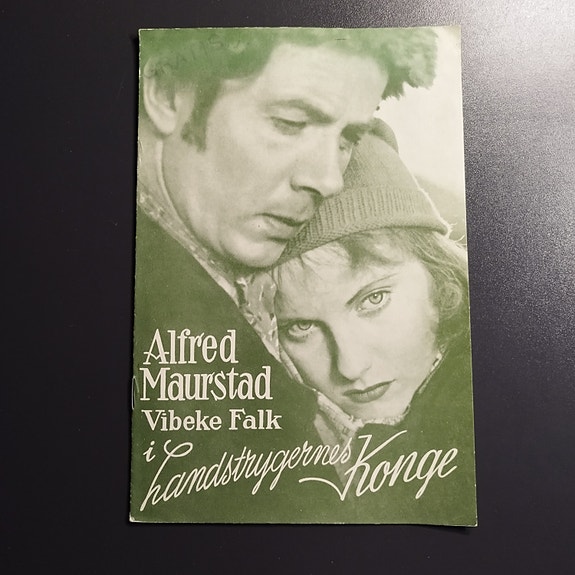 Alfred
Maurstad
Vibeke Falk
i
Landstrygernes
Konge